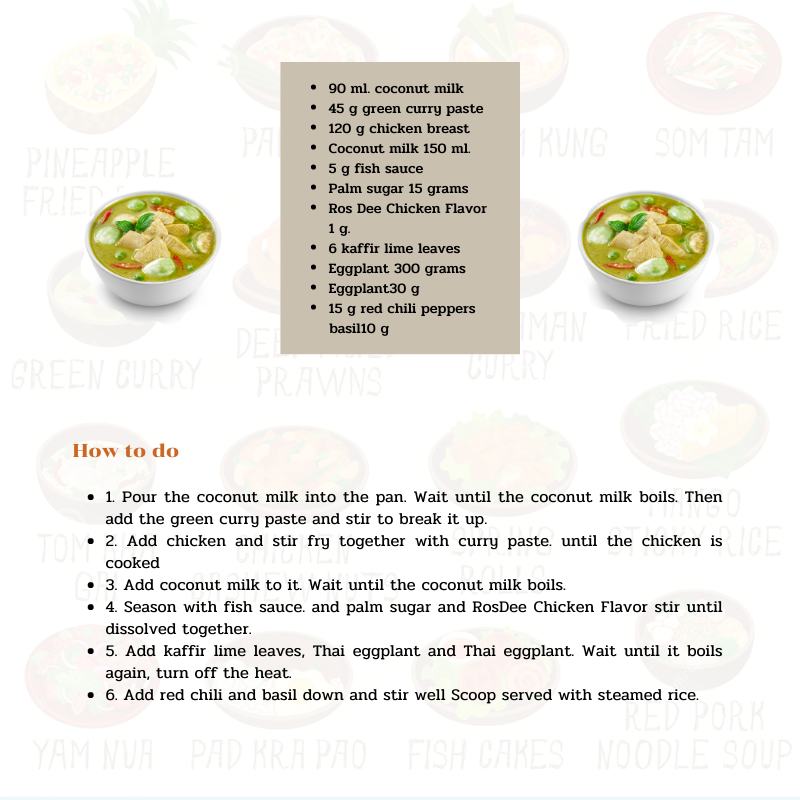 90 ml. coconut milk
45 g green curry paste
120 g chicken breast
Coconut milk 150 ml.
5 g fish sauce
Palm sugar 15 grams
Ros Dee Chicken Flavor
1 g.
6 kaffir lime leaves
Eggplant 300 grams
Eggplant30 g
15 g red chili peppers
basil10 g
PINEAPPLE
FRIED
KUNG
SOM TAM
GREEN CURRY
PRAWNS
CURRY
FRIED RICE
How to do
1. Pour the coconut milk into the pan. Wait until the coconut milk boils. Then
add the green curry paste and stir to break it up.
2. Add chicken and stir fry together with curry paste. until the chicken is
cooked
3. Add coconut milk to it. Wait until the coconut milk boils.
4. Season with fish sauce. and palm sugar and RosDee Chicken Flavor stir until
dissolved together.
5. Add kaffir lime leaves, Thai eggplant and Thai eggplant. Wait until it boils
again, turn off the heat.
6. Add red chili and basil down and stir well Scoop served with steamed rice.
MANGO
STICKY RICE
YAM NUA
PAD KRA PAO
FISH CAKES
RED PORK
NOODLE SOUP